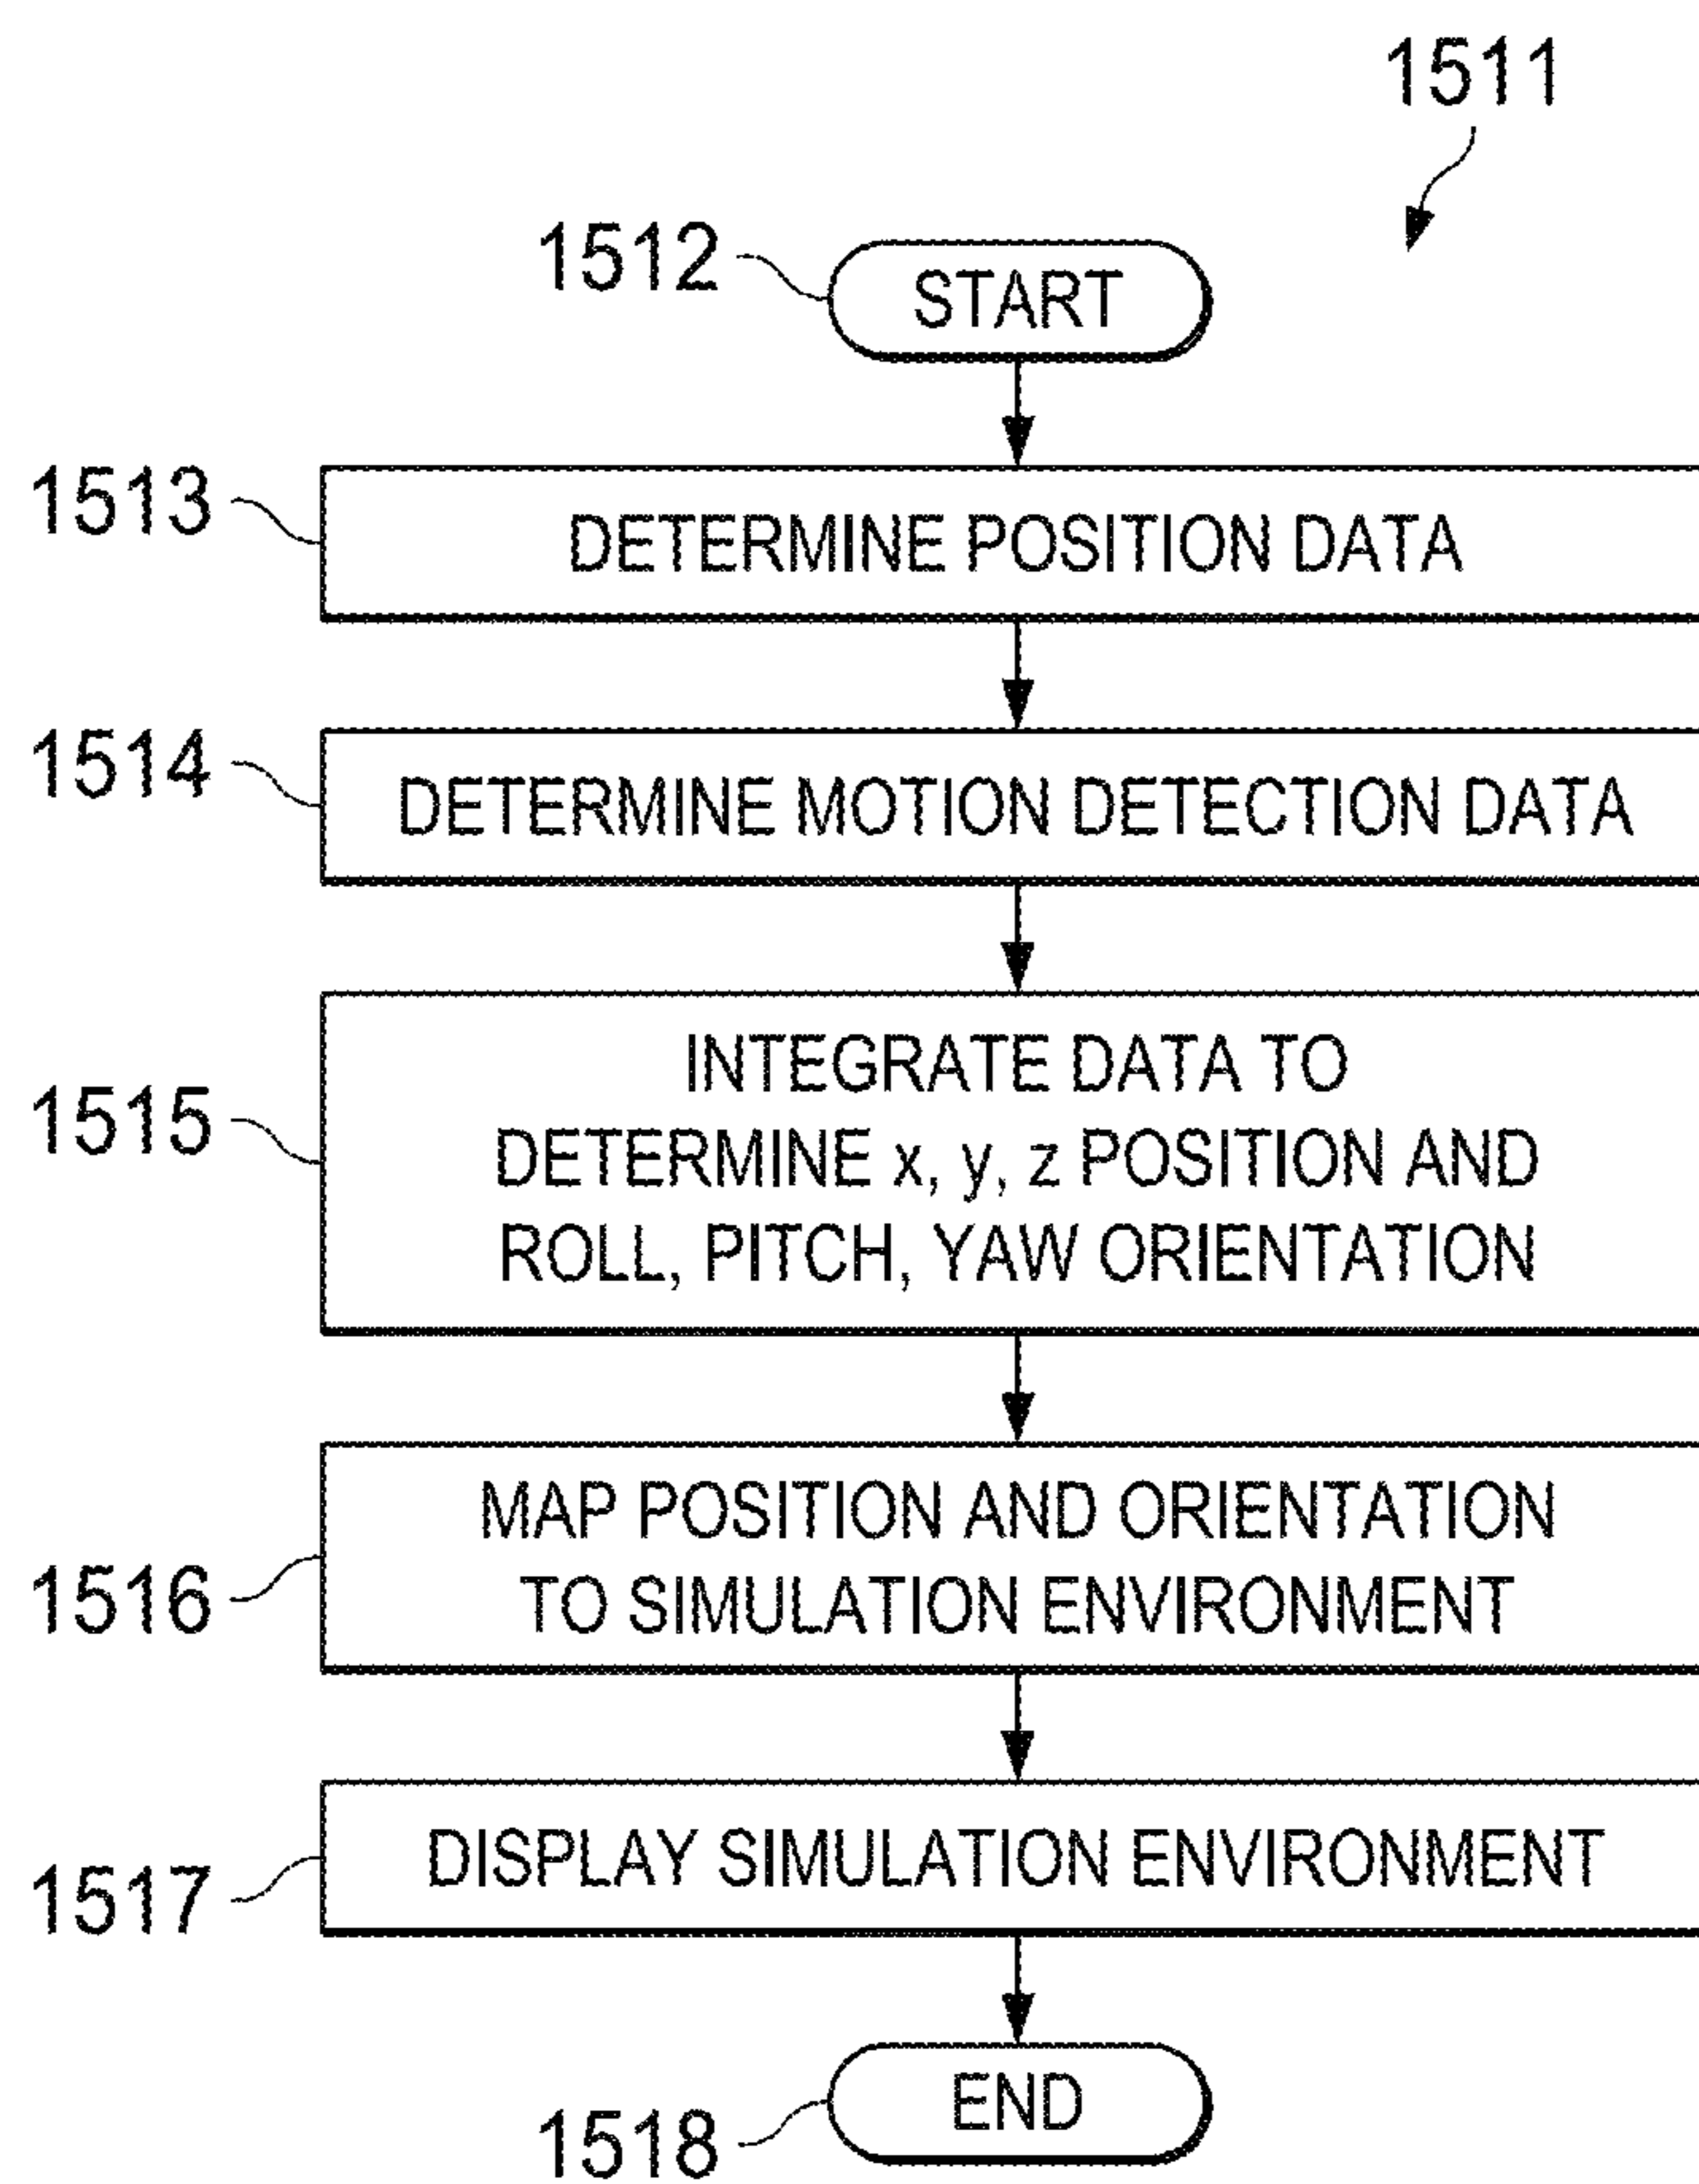 1511
1512
START
1513
DETERMINE POSITION DATA
1514
DETERMINE MOTION DETECTION DATA
1515
INTEGRATE DATA TO
DETERMINE x, y, z POSITION AND
ROLL, PITCH, YAW ORIENTATION
1516
MAP POSITION AND ORIENTATION
TO SIMULATION ENVIRONMENT
1517
DISPLAY SIMULATION ENVIRONMENT
1518
END